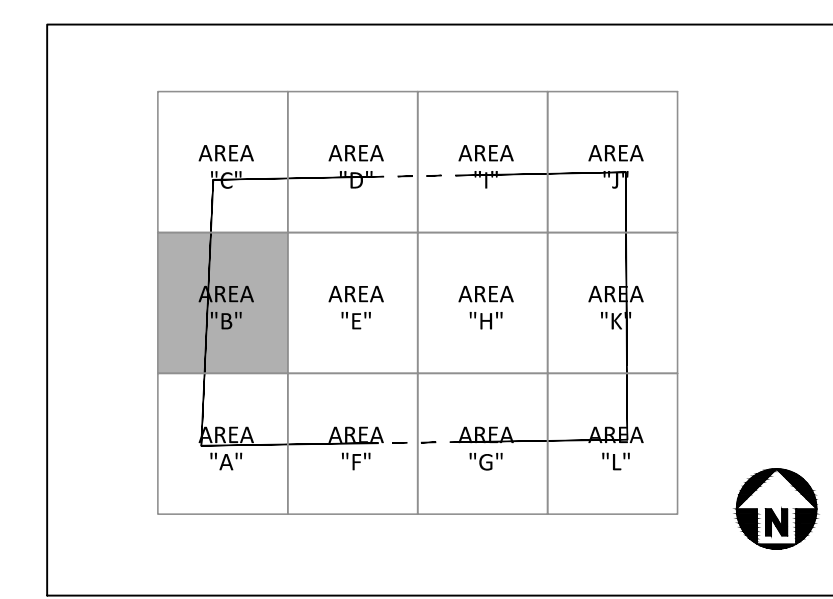 AREA
"C"
AREA
"D"
AREA
"I"
AREA
"J"
AREA
"B"
AREA
"E"
AREA
"H"
AREA
"K"
AREA
"A"
AREA
"F"
AREA
"G"
AREA
"L"
N